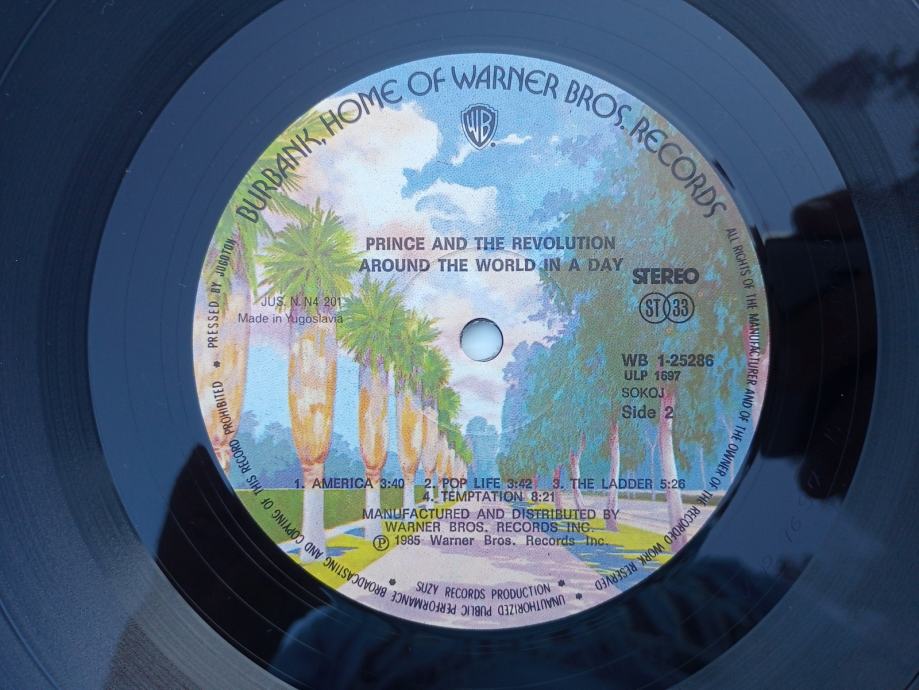 BURBANK, HOME OF WARNER BROS. RECORDS
WB
PRINCE AND THE REVOLUTION
AROUND THE WORLD IN A DAY
STEREO
JUS. N. N4 201
Made in Yugoslavia
ST 33
WB 1-25286
ULP 1697
SOKOJ
Side 2
1. AMERICA 3:40 2. POP LIFE 3:42 3. THE LADDER 5:26
4. TEMPTATION 8:21
MANUFACTURED AND DISTRIBUTED BY
WARNER BROS. RECORDS INC.
Ⓟ 1985 Warner Bros. Records Inc.
SUZY RECORDS PRODUCTION
ALL RIGHTS OF THE MANUFACTURER AND OF THE OWNER OF THE RECORDED WORK RESERVED * UNAUTHORIZED PUBLIC PERFORMANCE BROADCASTING AND COPYING OF THIS RECORD PROHIBITED * PRESSED BY JUGOTON